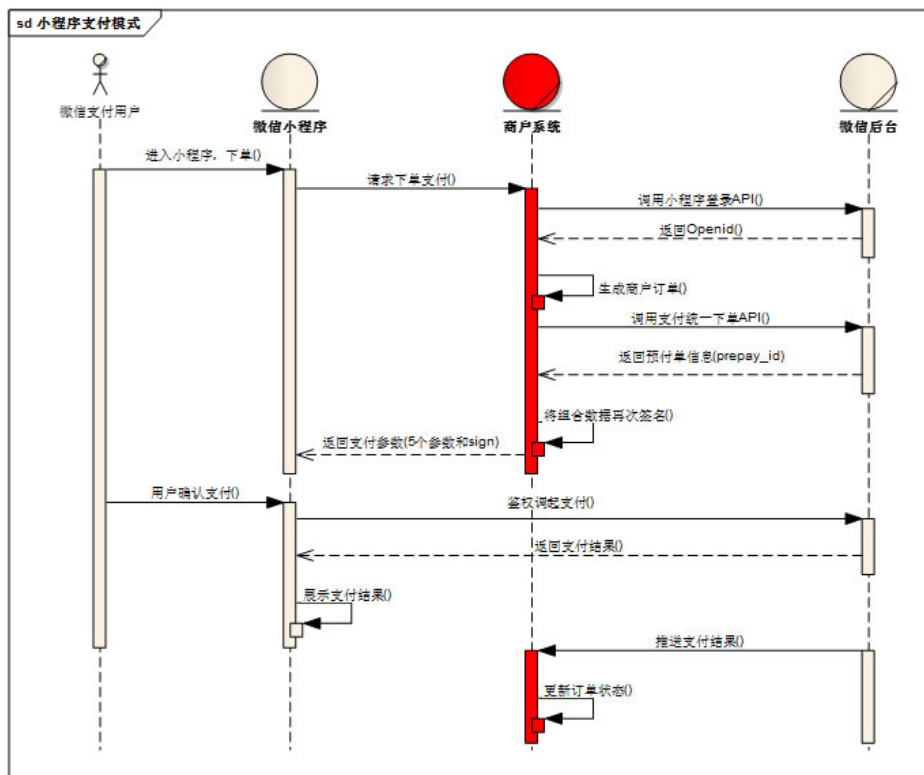 sd 小程序支付模式
微信支付用户
微信小程序
商户系统
微信后台
进入小程序，下单()
请求下单支付()
调用小程序登录API()
返回Openid()
生成商户订单()
调用支付统一下单API()
返回预付单信息(prepay_id)
将组合数据再次签名()
返回支付参数(5个参数和sign)
用户确认支付()
鉴权调起支付()
返回支付结果()
展示支付结果()
推送支付结果()
更新订单状态()